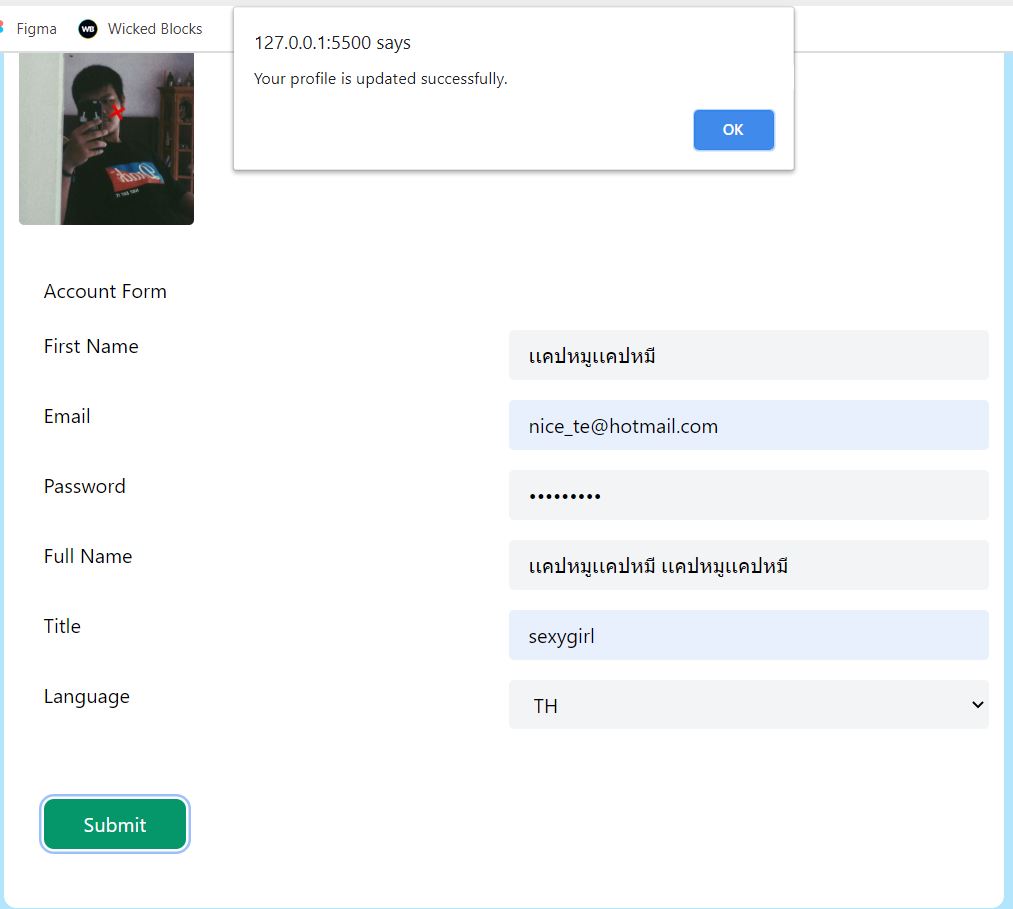 Figma
WB Wicked Blocks
127.0.0.1:5500 says
Your profile is updated successfully.
OK
Account Form
First Name
แคปหมูแคปหมี
Email
nice_te@hotmail.com
Password
•••••••••
Full Name
แคปหมูแคปหมี แคปหมูแคปหมี
Title
sexygirl
Language
TH
Submit